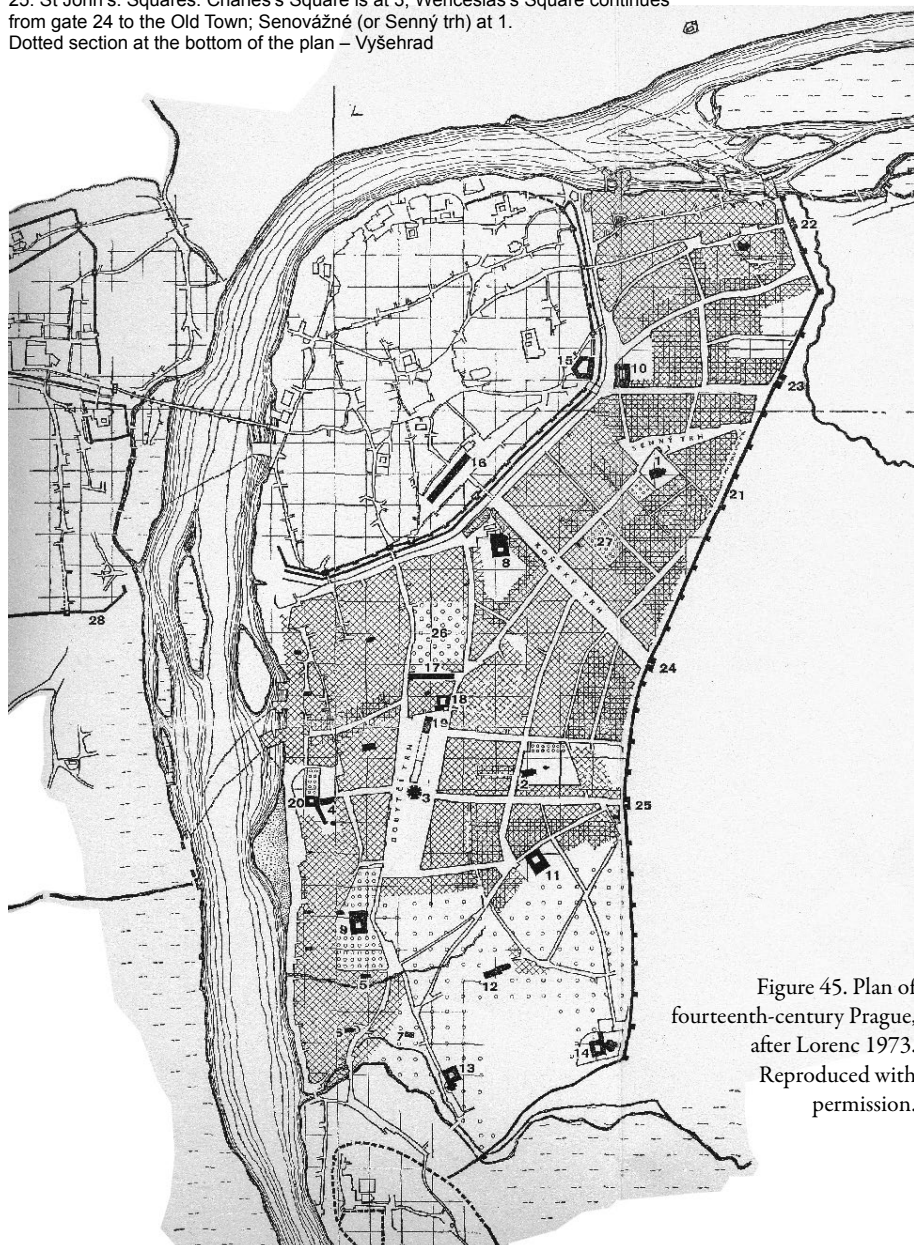 25. St John's. Squares: Charles's Square is at 3; Wenceslas's Square continues
from gate 24 to the Old Town; Senovážné (or Senný trh) at 1.
Dotted section at the bottom of the plan – Vyšehrad
22
15
10
23
SENNÝ TRH
16
1
21
27
8
KOŇSKÝ TRH
28
26
24
17
18
19
2
3
DOBYTČÍ TRH
20
4
25
11
9
12
5
6
7
14
13
Figure 45. Plan of
fourteenth-century Prague,
after Lorenc 1973.
Reproduced with
permission.